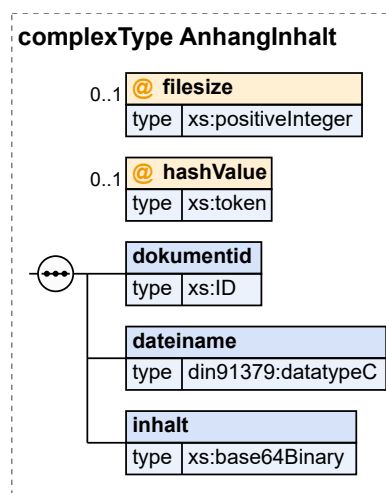 complexType AnhangInhalt
0..1 @ filesize
type xs:positiveInteger
0..1 @ hashValue
type xs:token
dokumentid
type xs:ID
dateiname
type din91379:datatypeC
inhalt
type xs:base64Binary